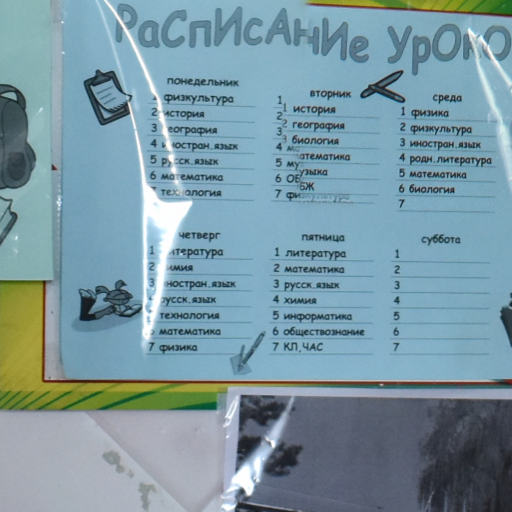 РаСпИсАнИе УрОкО
понедельник
1 физкультура
2 история
3 география
4 иностран.язык
5 русск.язык
6 математика
7 технология
вторник
1 история
2 география
3 биология
4 математика
5 музыка
6 ОБЖ
7
среда
1 физика
2 физкультура
3 иностран.язык
4 родн.литература
5 математика
6 биология
7
четверг
1 литература
2 химия
3 иностран.язык
4 русск.язык
5 технология
6 математика
7 физика
пятница
1 литература
2 математика
3 русск.язык
4 химия
5 информатика
6 обществознание
7 КЛ,ЧАС
суббота
1
2
3
4
5
6
7